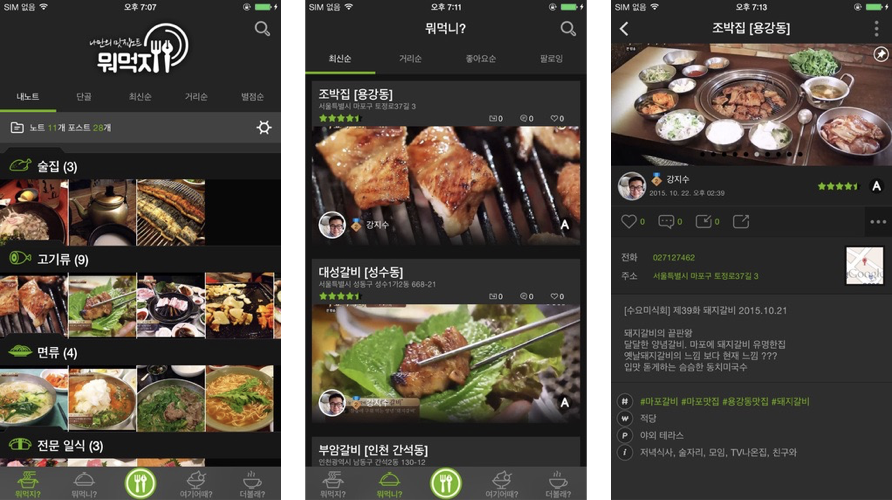 SIM 없음
오후 7:07
나만의 맛집노트
뭐먹지
내노트
단골
최신순
거리순
별점순
노트 11개 포스트 28개
술집 (3)
고기류 (9)
면류 (4)
전문 일식 (3)
뭐먹지?
뭐먹니?
여기어때?
더볼래?
SIM 없음
오후 7:11
뭐먹니?
최신순
거리순
좋아요순
팔로잉
조박집 [용강동]
서울특별시 마포구 토정로37길 3
0
0
0
강지수
A
대성갈비 [성수동]
서울특별시 성동구 성수1가2동 668-21
0
0
0
강지수
A
부암갈비 [인천 간석동]
인천광역시 남동구 간석2동 130-12
뭐먹지?
뭐먹니?
여기어때?
더볼래?
SIM 없음
오후 7:13
조박집 [용강동]
강지수
2015. 10. 22. 오후 02:39
A
0
0
0
전화
027127462
주소
서울특별시 마포구 토정로37길 3
Google
[수요미식회] 제39화 돼지갈비 2015.10.21
돼지갈비의 끝판왕
달달한 양념갈비. 마포에 돼지갈비 유명한집
옛날돼지갈비의 느낌 보다 현재 느낌 ???
입맛 돋게하는 슴슴한 동치미국수
#마포갈비 #마포맛집 #용강동맛집 #돼지갈비
적당
P
야외 테라스
i
저녁식사, 술자리, 모임, TV나온집, 친구와